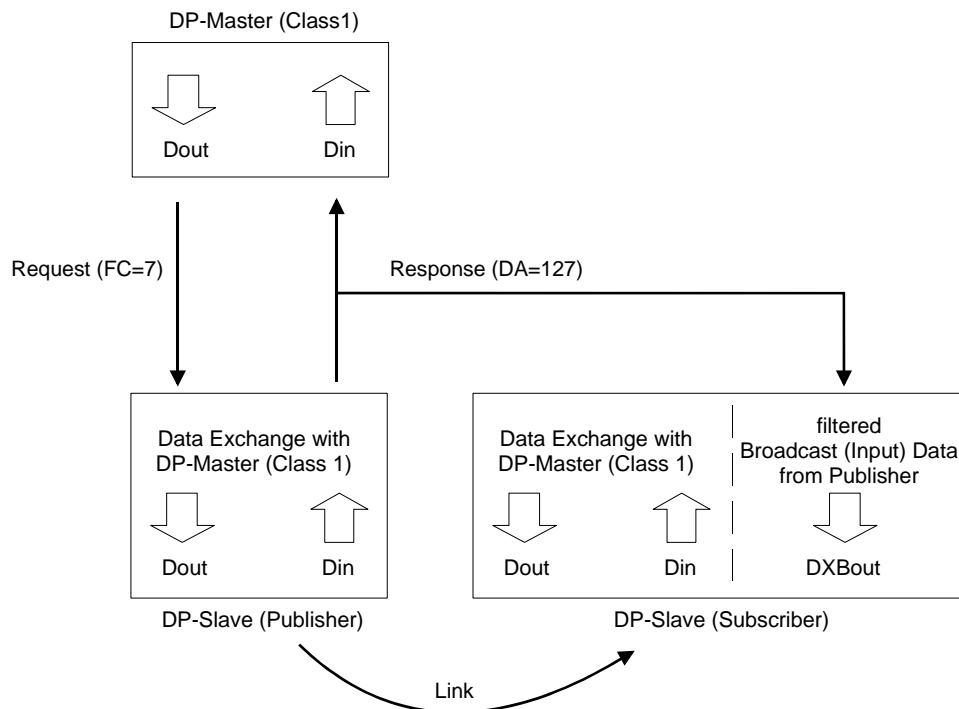 DP-Master (Class1)
Dout
Din
Request (FC=7)
Response (DA=127)
Data Exchange with
DP-Master (Class 1)
Dout
Din
Data Exchange with
DP-Master (Class 1)
Dout
Din
filtered
Broadcast (Input) Data
from Publisher
DXBout
DP-Slave (Publisher)
DP-Slave (Subscriber)
Link